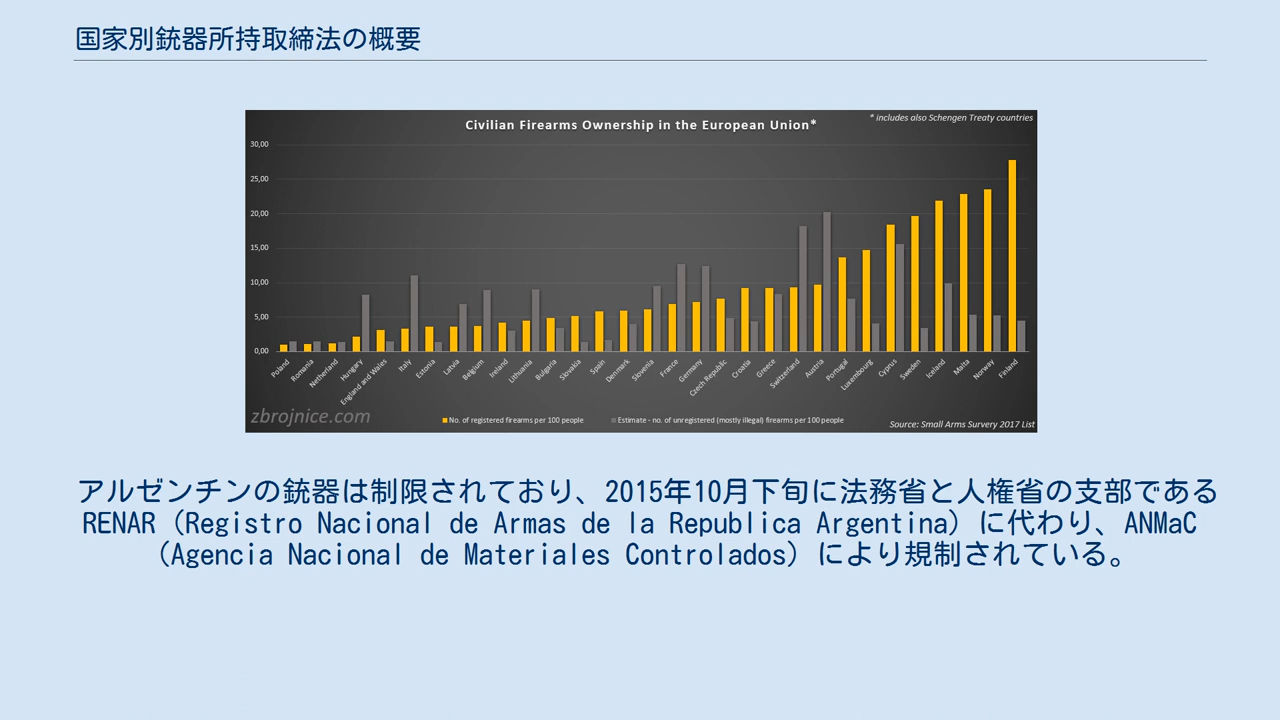 国家別銃器所持取締法の概要
Civilian Firearms Ownership in the European Union*
* includes also Schengen Treaty countries
30,00
25,00
20,00
15,00
10,00
5,00
0,00
Poland
Romania
Netherland
Hungary
England and Wales
Italy
Estonia
Latvia
Belgium
Ireland
Lithuania
Bulgaria
Slovakia
Spain
Denmark
Slovenia
France
Germany
Czech Republic
Croatia
Greece
Switzerland
Austria
Portugal
Luxembourg
Cyprus
Sweden
Iceland
Malta
Norway
Finland
No. of registered firearms per 100 people
Estimate - no. of unregistered (mostly illegal) firearms per 100 people
zbrojnice.com
Source: Small Arms Survery 2017 List
アルゼンチンの銃器は制限されており、2015年10月下旬に法務省と人権省の支部である
RENAR（Registro Nacional de Armas de la Republica Argentina）に代わり、ANMaC
（Agencia Nacional de Materiales Controlados）により規制されている。